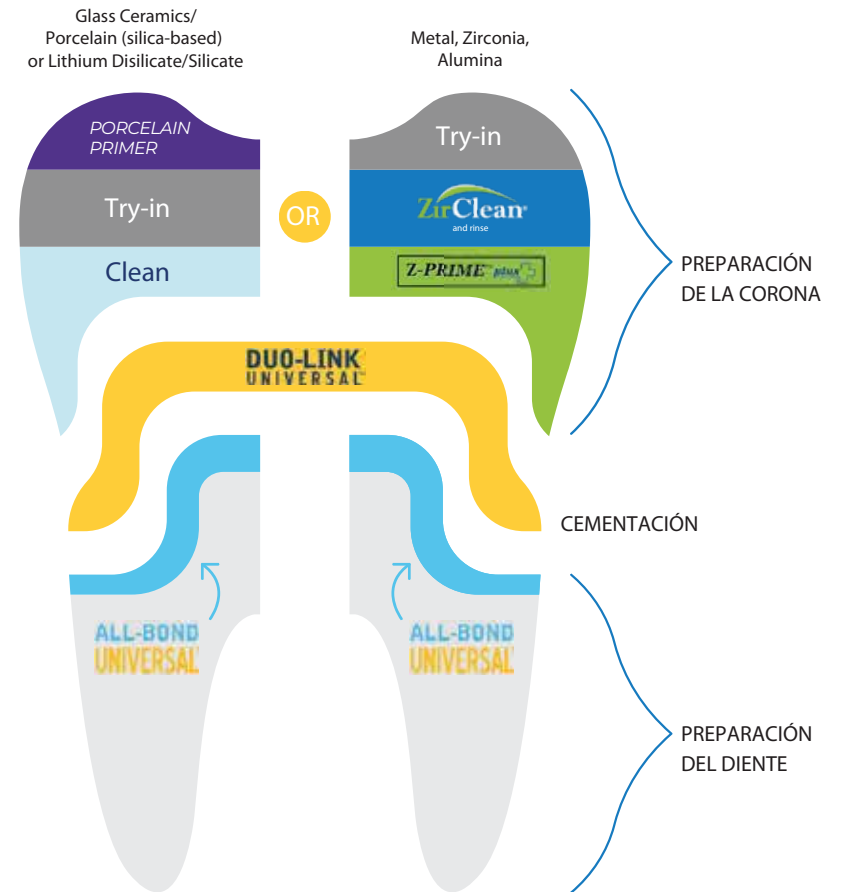 Glass Ceramics/
Porcelain (silica-based)
or Lithium Disilicate/Silicate
Metal, Zirconia,
Alumina
PORCELAIN
PRIMER
Try-in
Clean
OR
Try-in
ZirClean®
and rinse
Z-PRIME™ plus
PREPARACIÓN
DE LA CORONA
DUO-LINK
UNIVERSAL™
CEMENTACIÓN
ALL-BOND
UNIVERSAL®
ALL-BOND
UNIVERSAL®
PREPARACIÓN
DEL DIENTE